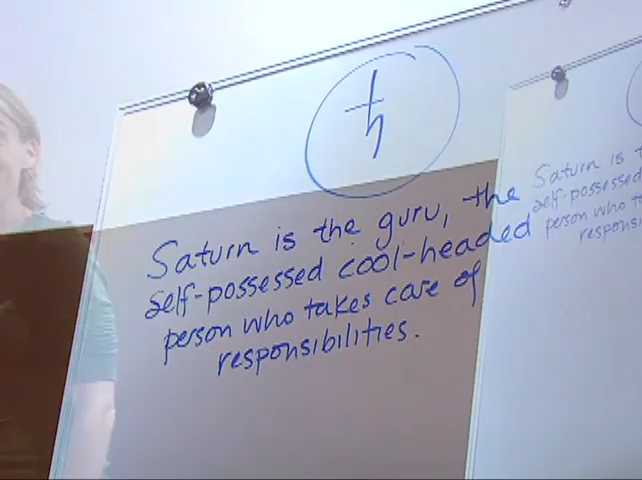 ♄
Saturn is the guru, the
self-possessed cool-headed
person who takes care of
responsibilities.
Saturn is
self-possessed
person who
responsi